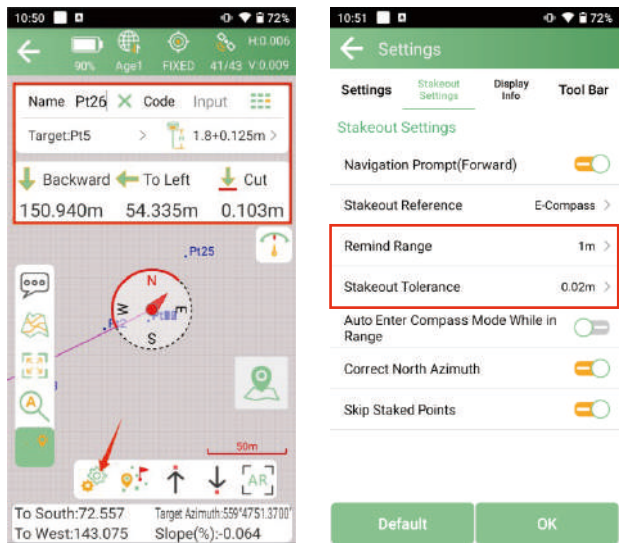 10:50
72%
90%
Age1
FIXED
41/43
H:0.006
V:0.009
Name Pt26 Code Input
Target:Pt5 > 1.8+0.125m >
Backward To Left Cut
150.940m 54.335m 0.103m
Pt25
N
W E
S
Pt2
50m
AR
To South:72.557 Target Azimuth:559°4751.3700"
To West:143.075 Slope(%):-0.064
10:51
72%
Settings
Settings
Stakeout Settings
Display Info
Tool Bar
Stakeout Settings
Navigation Prompt(Forward)
Stakeout Reference E-Compass >
Remind Range 1m >
Stakeout Tolerance 0.02m >
Auto Enter Compass Mode While in
Range
Correct North Azimuth
Skip Staked Points
Default OK